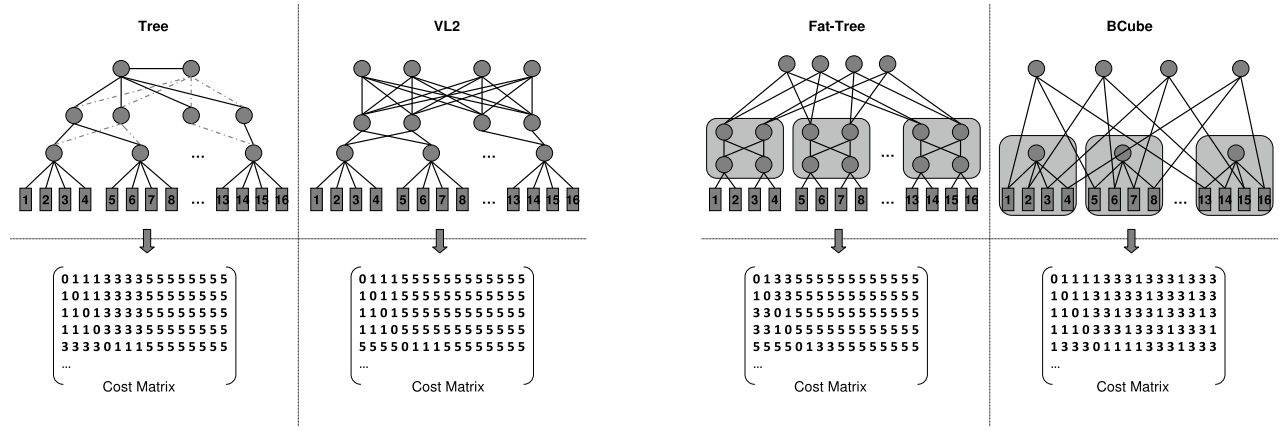 Tree
VL2
Fat-Tree
BCube
...
...
...
1 2 3 4 5 6 7 8 ... 13 14 15 16
1 2 3 4 5 6 7 8 ... 13 14 15 16
1 2 3 4 5 6 7 8 ... 13 14 15 16
1 2 3 4 5 6 7 8 ... 13 14 15 16
0 1 1 1 3 3 3 3 5 5 5 5 5 5 5 5
1 0 1 1 3 3 3 3 5 5 5 5 5 5 5 5
1 1 0 1 3 3 3 3 5 5 5 5 5 5 5 5
1 1 1 0 3 3 3 3 5 5 5 5 5 5 5 5
3 3 3 3 0 1 1 1 5 5 5 5 5 5 5 5
...
Cost Matrix
0 1 1 1 5 5 5 5 5 5 5 5 5 5 5 5
1 0 1 1 5 5 5 5 5 5 5 5 5 5 5 5
1 1 0 1 5 5 5 5 5 5 5 5 5 5 5 5
1 1 1 0 5 5 5 5 5 5 5 5 5 5 5 5
5 5 5 5 0 1 1 1 5 5 5 5 5 5 5 5
...
Cost Matrix
0 1 3 3 5 5 5 5 5 5 5 5 5 5 5 5
1 0 3 3 5 5 5 5 5 5 5 5 5 5 5 5
3 3 0 1 5 5 5 5 5 5 5 5 5 5 5 5
3 3 1 0 5 5 5 5 5 5 5 5 5 5 5 5
5 5 5 5 0 1 3 3 5 5 5 5 5 5 5 5
...
Cost Matrix
0 1 1 1 1 3 3 3 1 3 3 3 1 3 3 3
1 0 1 1 3 1 3 3 3 1 3 3 3 1 3 3
1 1 0 1 3 3 1 3 3 3 1 3 3 3 1 3
1 1 1 0 3 3 3 1 3 3 3 1 3 3 3 1
1 3 3 3 0 1 1 1 1 3 3 3 1 3 3 3
...
Cost Matrix